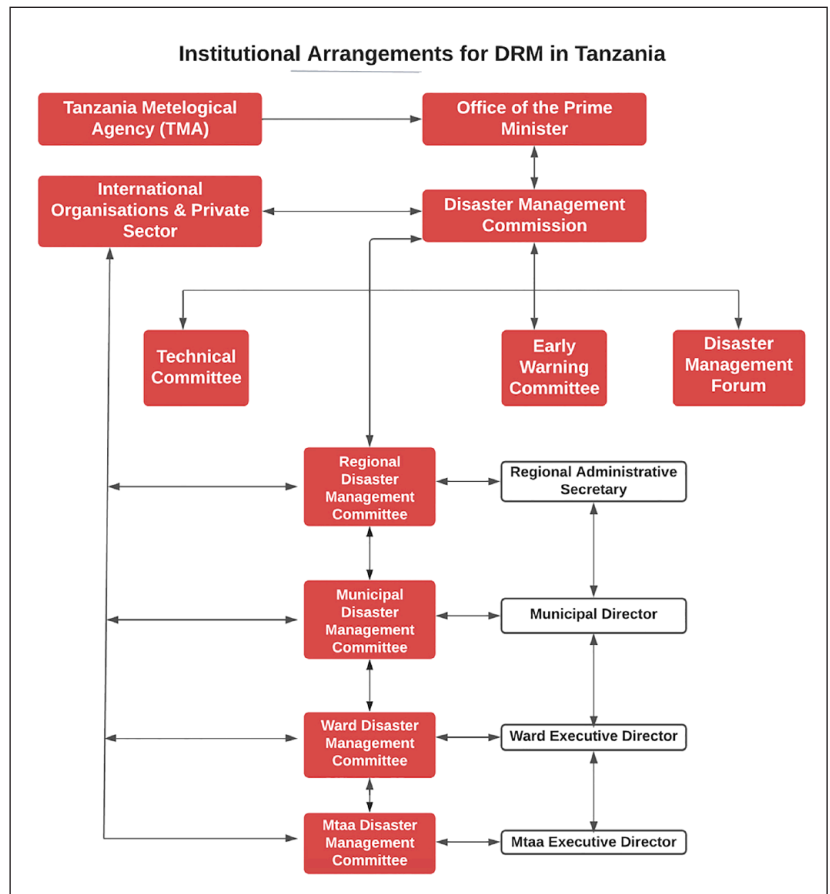 Institutional Arrangements for DRM in Tanzania
Tanzania Metelogical
Agency (TMA)
Office of the Prime
Minister
International
Organisations & Private
Sector
Disaster Management
Commission
Technical
Committee
Early
Warning
Committee
Disaster
Management
Forum
Regional
Disaster
Management
Committee
Regional Administrative
Secretary
Municipal
Disaster
Management
Committee
Municipal Director
Ward Disaster
Management
Committee
Ward Executive Director
Mtaa Disaster
Management
Committee
Mtaa Executive Director